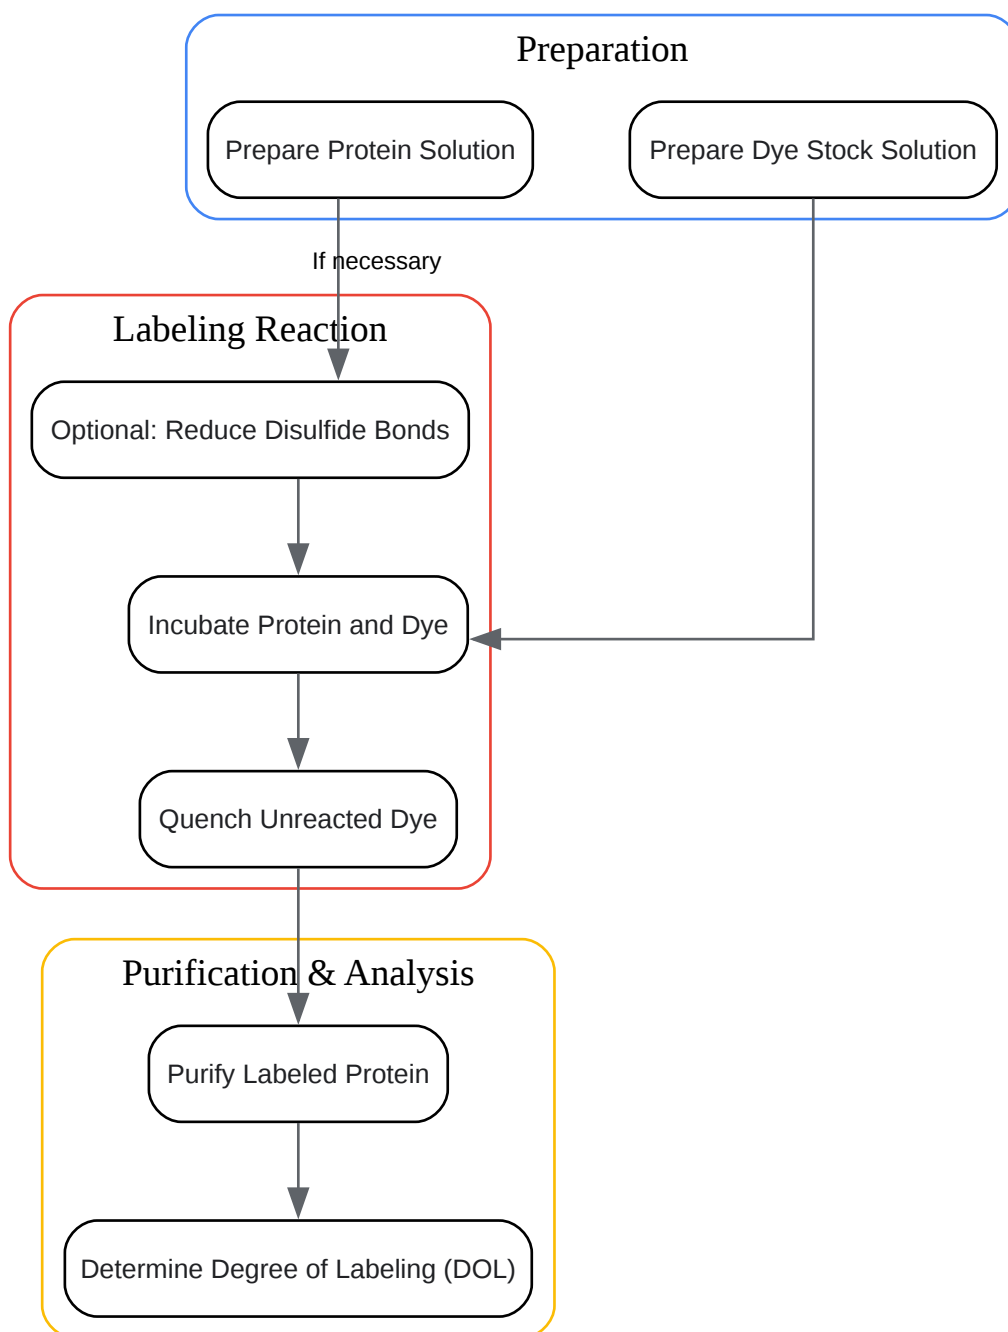 Preparation
Prepare Protein Solution
Prepare Dye Stock Solution
If necessary
Labeling Reaction
Optional: Reduce Disulfide Bonds
Incubate Protein and Dye
Quench Unreacted Dye
Purification & Analysis
Purify Labeled Protein
Determine Degree of Labeling (DOL)